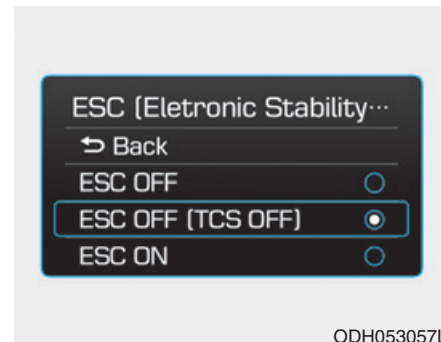 ESC (Eletronic Stability···
Back
ESC OFF
ESC OFF (TCS OFF)
ESC ON
ODH053057L